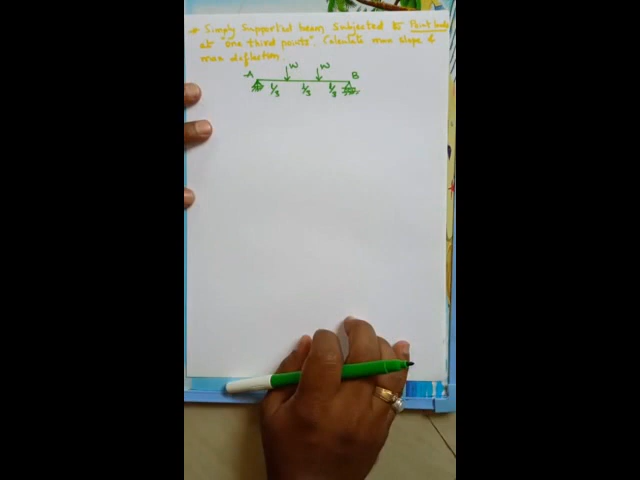 → Simply Supported beam Subjected to Point loads
at "one third points". Calculate max slope &
max deflection
W W
A B
l/3 l/3 l/3